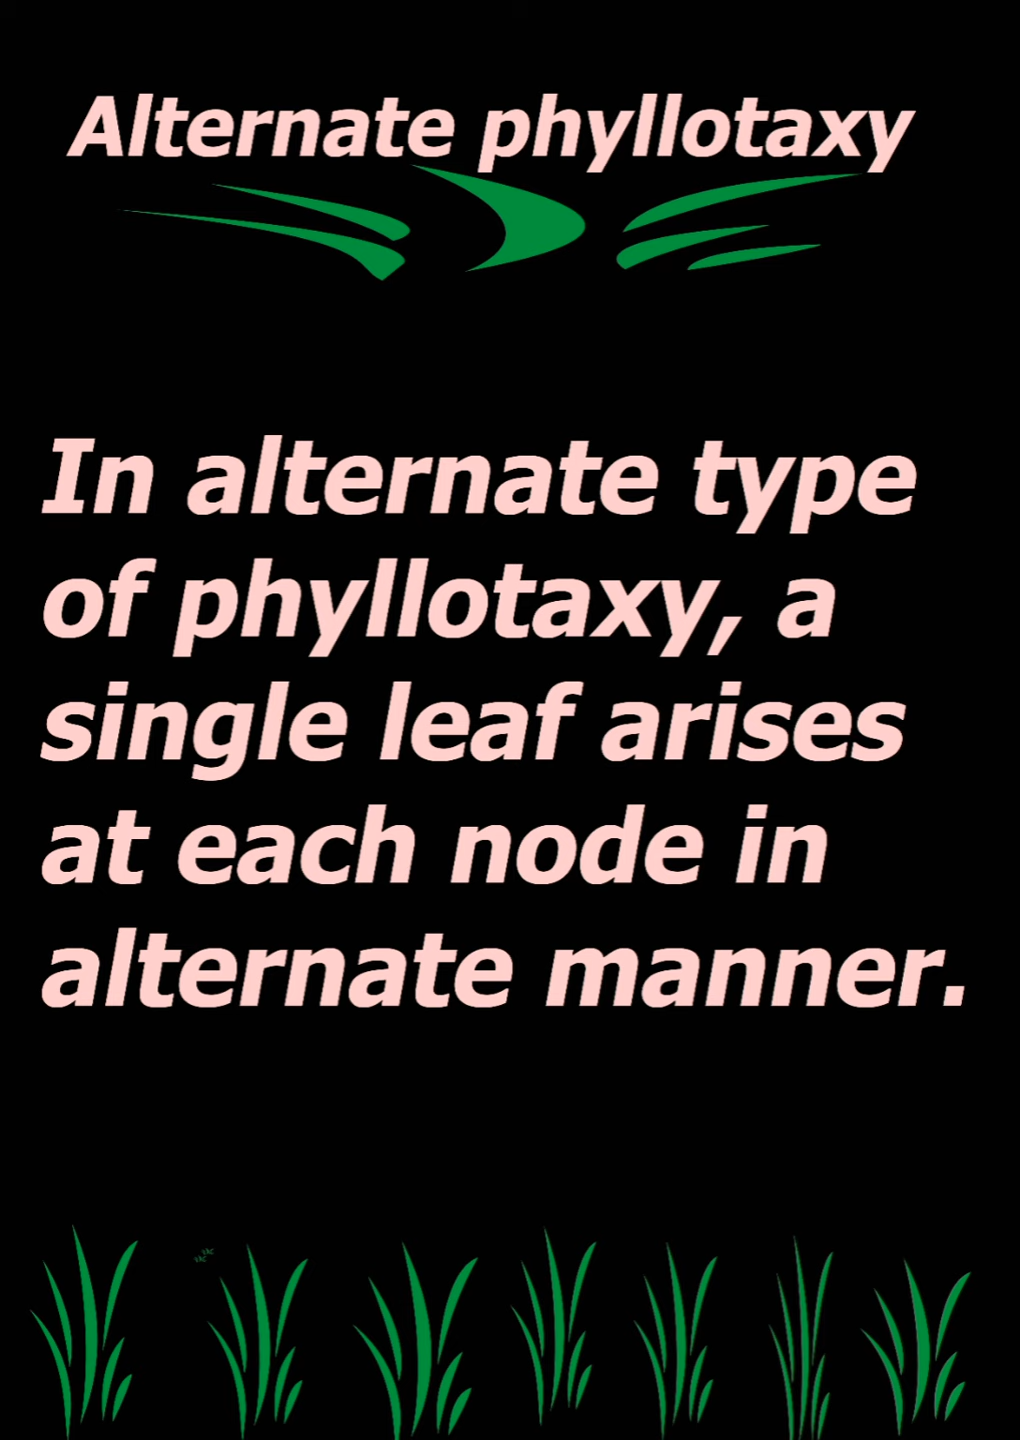 Alternate phyllotaxy
In alternate type
of phyllotaxy, a
single leaf arises
at each node in
alternate manner.